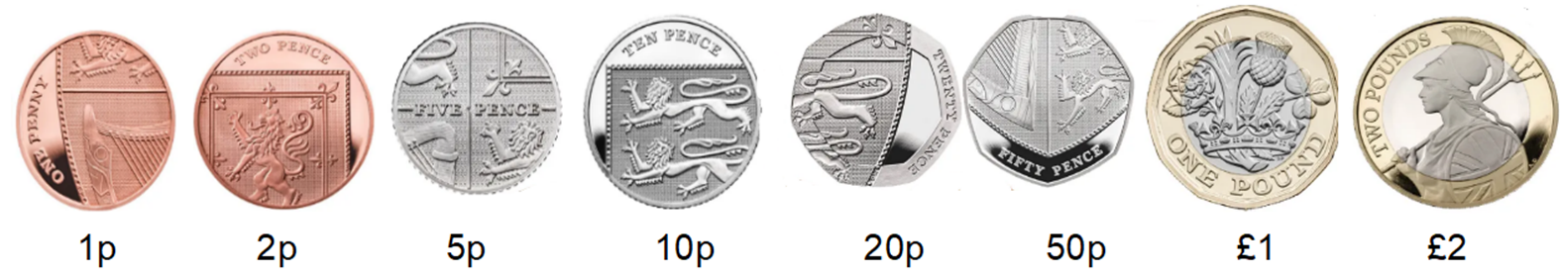 ONE PENNY
TWO PENCE
FIVE PENCE
TEN PENCE
TWENTY PENCE
FIFTY PENCE
ONE POUND
TWO POUNDS
1p 2p 5p 10p 20p 50p £1 £2